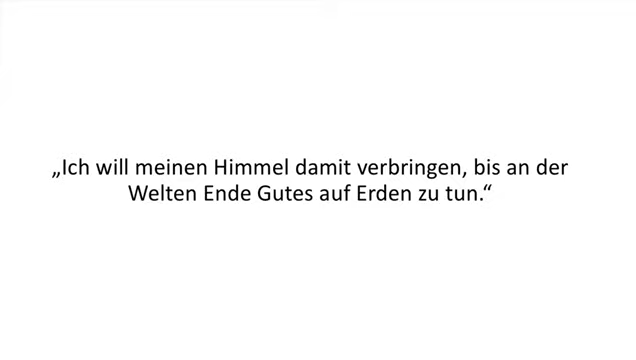 „Ich will meinen Himmel damit verbringen, bis an der
Welten Ende Gutes auf Erden zu tun.“